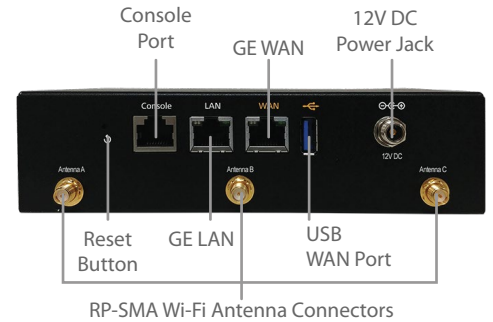 Console
Port
GE WAN
12V DC
Power Jack
Console
LAN
WAN
12V DC
Antenna A
Antenna B
Antenna C
Reset
Button
GE LAN
USB
WAN Port
RP-SMA Wi-Fi Antenna Connectors